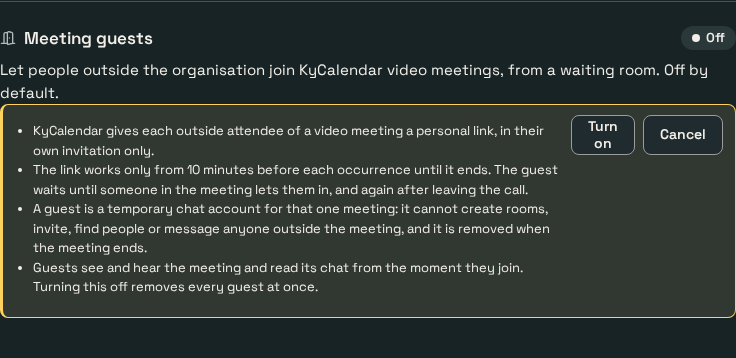 Meeting guests
Off
Let people outside the organisation join KyCalendar video meetings, from a waiting room. Off by
default.
• KyCalendar gives each outside attendee of a video meeting a personal link, in their
own invitation only.
• The link works only from 10 minutes before each occurrence until it ends. The guest
waits until someone in the meeting lets them in, and again after leaving the call.
• A guest is a temporary chat account for that one meeting: it cannot create rooms,
invite, find people or message anyone outside the meeting, and it is removed when
the meeting ends.
• Guests see and hear the meeting and read its chat from the moment they join.
Turning this off removes every guest at once.
Turn
on
Cancel